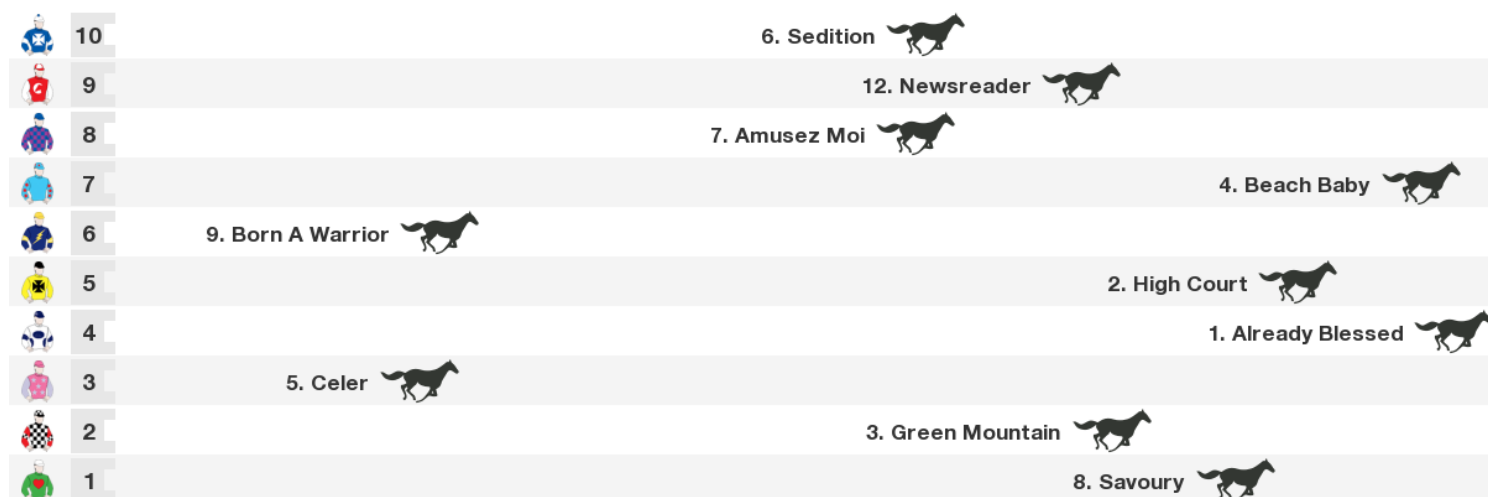 10 6. Sedition
9 12. Newsreader
8 7. Amusez Moi
7 4. Beach Baby
6 9. Born A Warrior
5 2. High Court
4 1. Already Blessed
3 5. Celer
2 3. Green Mountain
1 8. Savoury